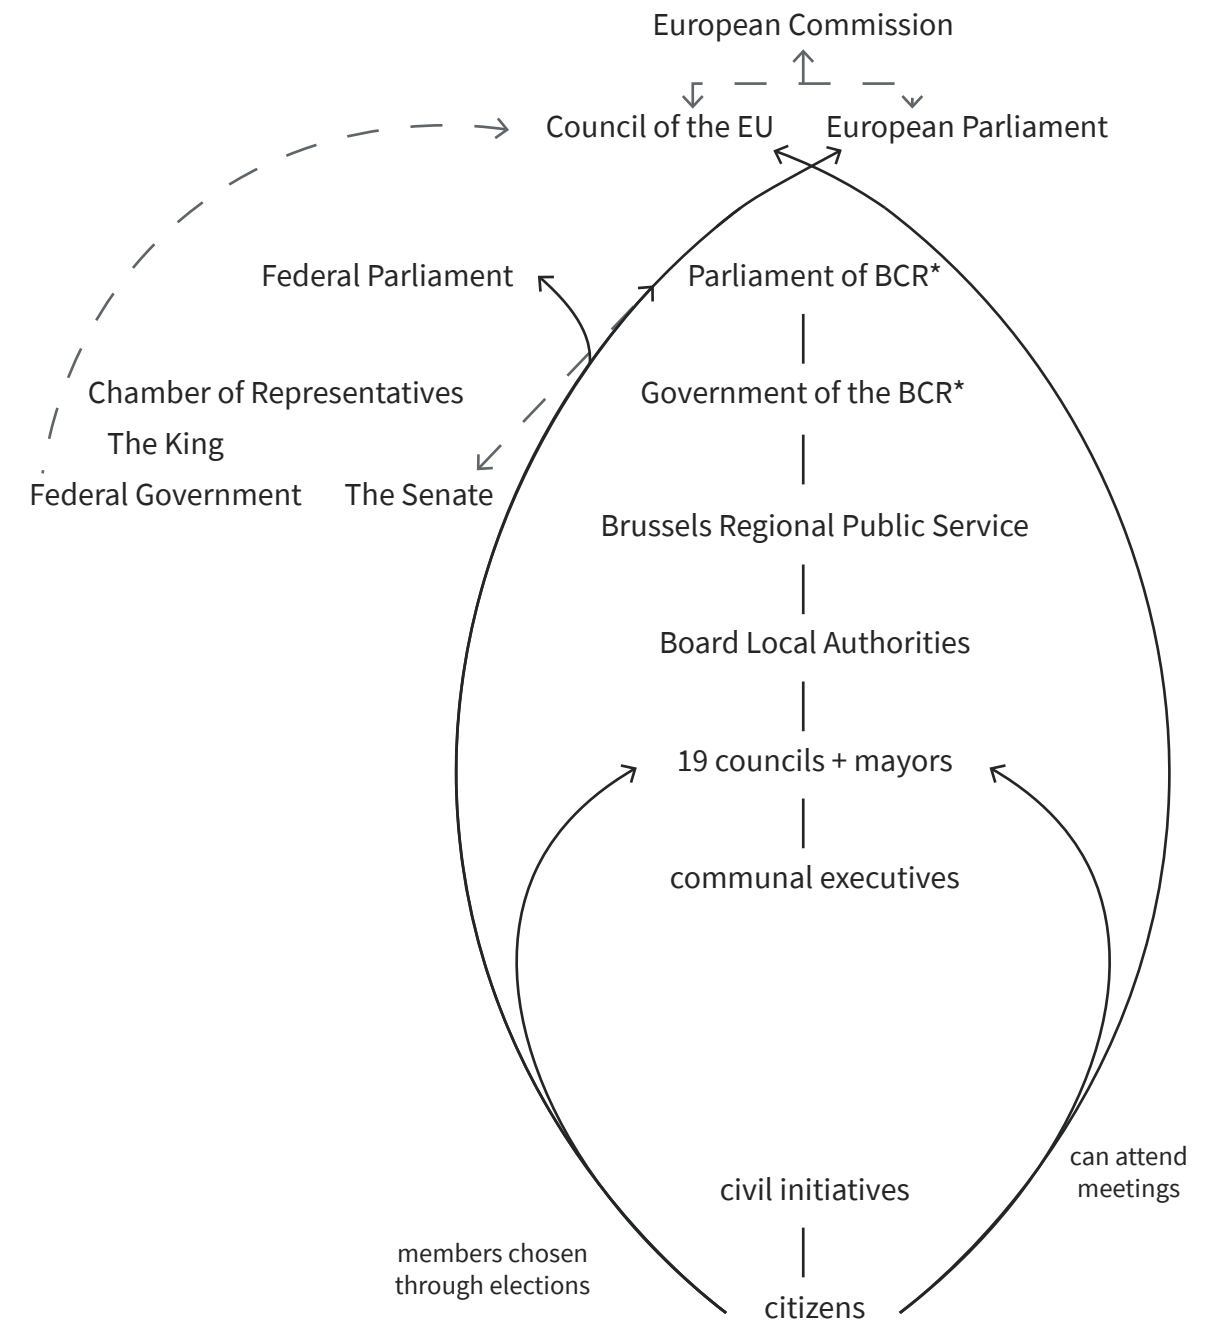 European Commission
Council of the EU
European Parliament
Federal Parliament
Parliament of BCR*
Chamber of Representatives
Government of the BCR*
The King
Federal Government
The Senate
Brussels Regional Public Service
Board Local Authorities
19 councils + mayors
communal executives
can attend
meetings
civil initiatives
members chosen
through elections
citizens